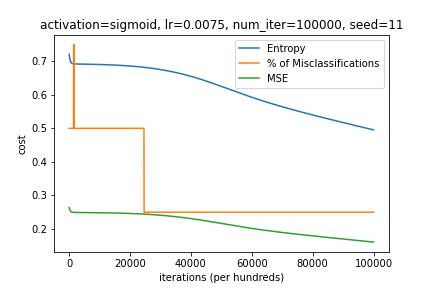 activation=sigmoid, lr=0.0075, num_iter=100000, seed=11
Entropy
% of Misclassifications
MSE
cost
0.7
0.6
0.5
0.4
0.3
0.2
0 20000 40000 60000 80000 100000
iterations (per hundreds)